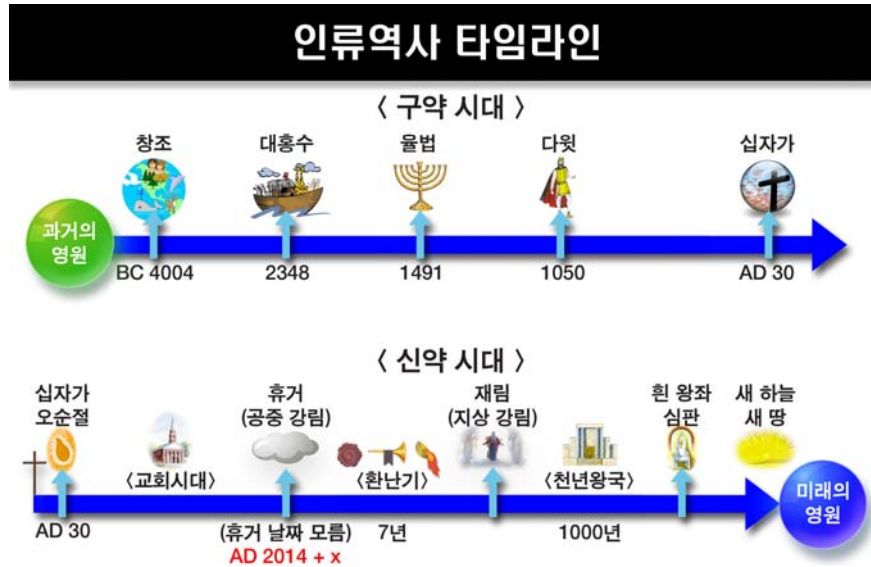 인류역사 타임라인
< 구약 시대 >
창조 대홍수 율법 다윗 십자가
과거의
영원
BC 4004 2348 1491 1050 AD 30
< 신약 시대 >
십자가 휴거 재림 흰 왕좌 새 하늘
오순절 (공중 강림) (지상 강림) 심판 새 땅
<교회시대> <환난기> <천년왕국>
미래의
영원
AD 30 (휴거 날짜 모름) 7년 1000년
AD 2014 + x